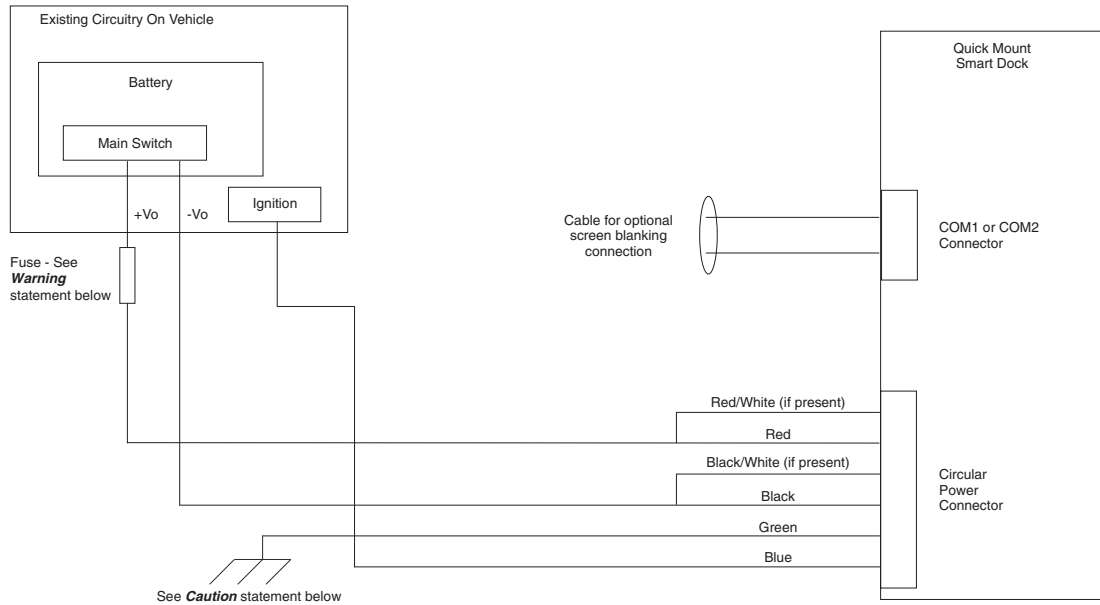 Existing Circuitry On Vehicle
Battery
Main Switch
+Vo
-Vo
Ignition
Fuse - See
Warning
statement below
Quick Mount
Smart Dock
Cable for optional
screen blanking
connection
COM1 or COM2
Connector
Red/White (if present)
Red
Black/White (if present)
Black
Green
Blue
Circular
Power
Connector
See Caution statement below